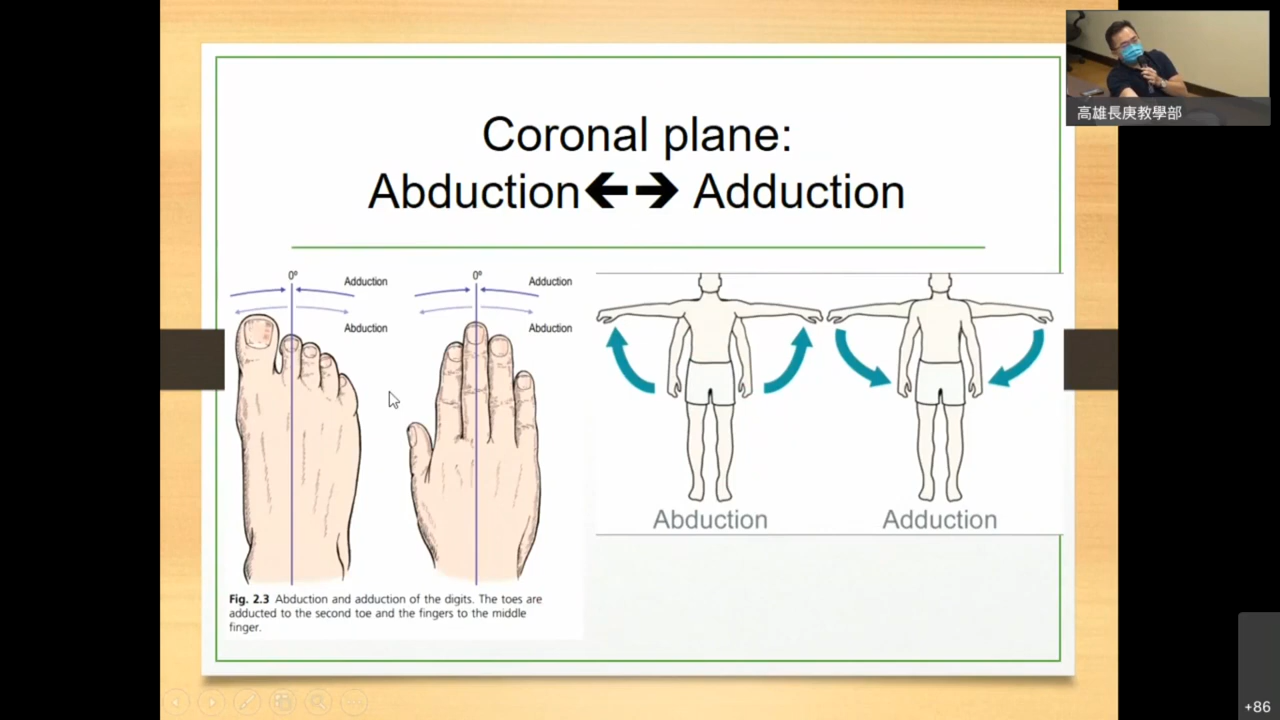 Coronal plane:
Abduction🡨🡪 Adduction
0º
Adduction
Abduction
0º
Adduction
Abduction
Abduction
Adduction
Fig. 2.3 Abduction and adduction of the digits. The toes are
adducted to the second toe and the fingers to the middle
finger.
高雄長庚教學部
+86